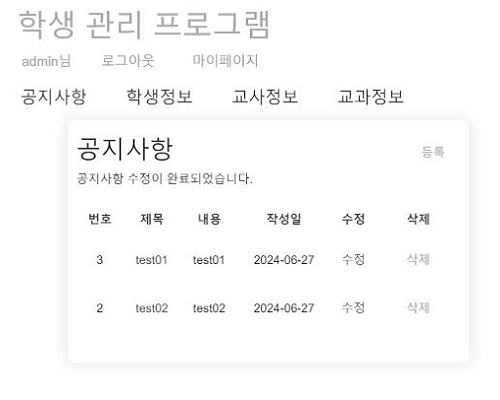 학생 관리 프로그램
admin님 로그아웃 마이페이지
공지사항 학생정보 교사정보 교과정보
공지사항 등록
공지사항 수정이 완료되었습니다.
번호 제목 내용 작성일 수정 삭제
3 test01 test01 2024-06-27 수정 삭제
2 test02 test02 2024-06-27 수정 삭제